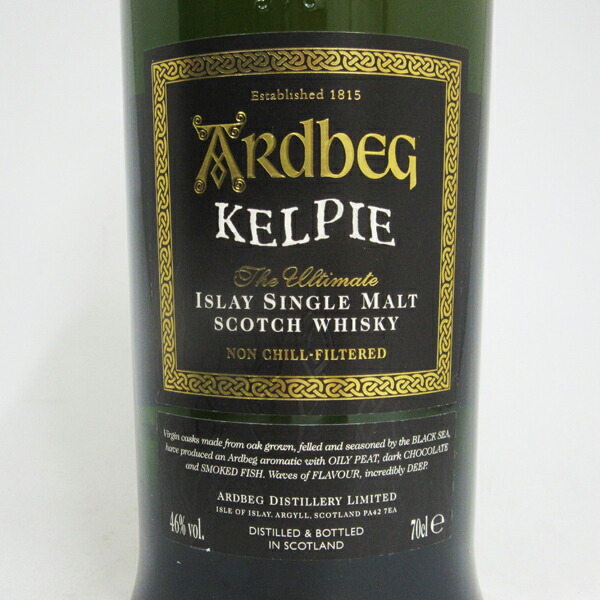 Established 1815
ARDBEG
KELPIE
The Ultimate
ISLAY SINGLE MALT
SCOTCH WHISKY
NON CHILL-FILTERED
Virgin casks made from oak grown, felled and seasoned by the BLACK SEA,
have produced an Ardbeg aromatic with OILY PEAT, dark CHOCOLATE
and SMOKED FISH. Waves of FLAVOUR, incredibly DEEP.
ARDBEG DISTILLERY LIMITED
ISLE OF ISLAY, ARGYLL, SCOTLAND PA42 7EA
46% vol.
DISTILLED & BOTTLED
IN SCOTLAND
70cl ℮